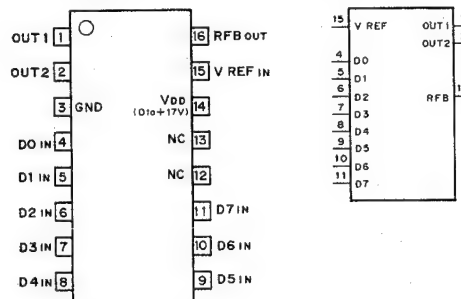 OUT1 1
16 RFB OUT
OUT2 2
15 V REF IN
3 GND
VDD 14
(D1a+17V)
D0 IN 4
NC 13
D1 IN 5
NC 12
D2 IN 6
11 D7 IN
D3 IN 7
10 D6 IN
D4 IN 8
9 D5 IN
15 V REF
OUT1
OUT2
4 D0
5 D1
6 D2
RFB 1
7 D3
8 D4
9 D5
10 D6
11 D7